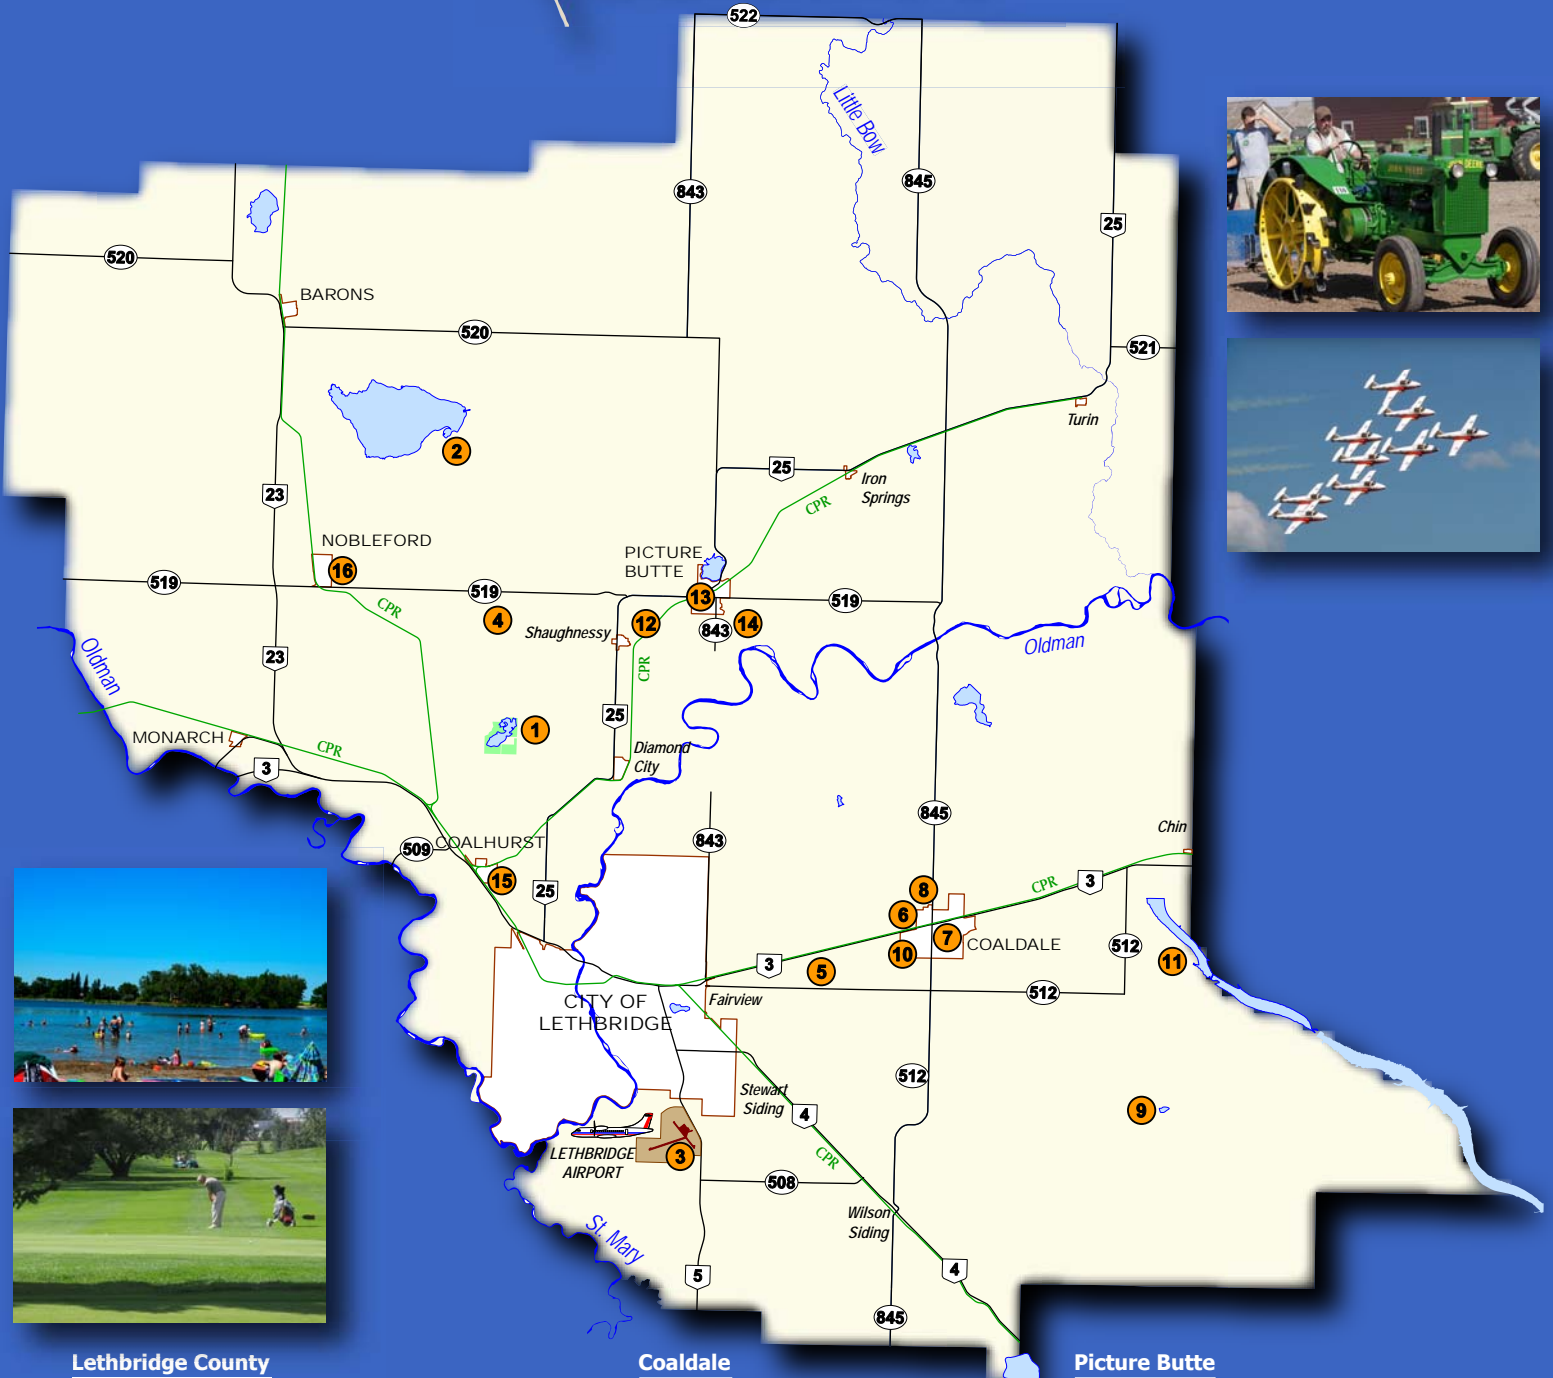 522
Little Bow
843
845
25
520
BARONS
520
521
Turin
2
25
Iron
Springs
CPR
23
NOBLEFORD
16
PICTURE
BUTTE
519
519
519
CPR
4
13
12
14
843
Shaughnessy
CPR
Oldman
Oldman
23
25
1
MONARCH
CPR
3
Diamond
City
845
843
Chin
509
COALHURST
15
25
8
CPR
3
6
7
COALDALE
10
512
11
3
5
512
CITY OF
LETHBRIDGE
Fairview
512
Stewart
Siding
4
9
LETHBRIDGE
AIRPORT
3
CPR
508
Wilson
Siding
St. Mary
5
4
845
Lethbridge County
Coaldale
Picture Butte